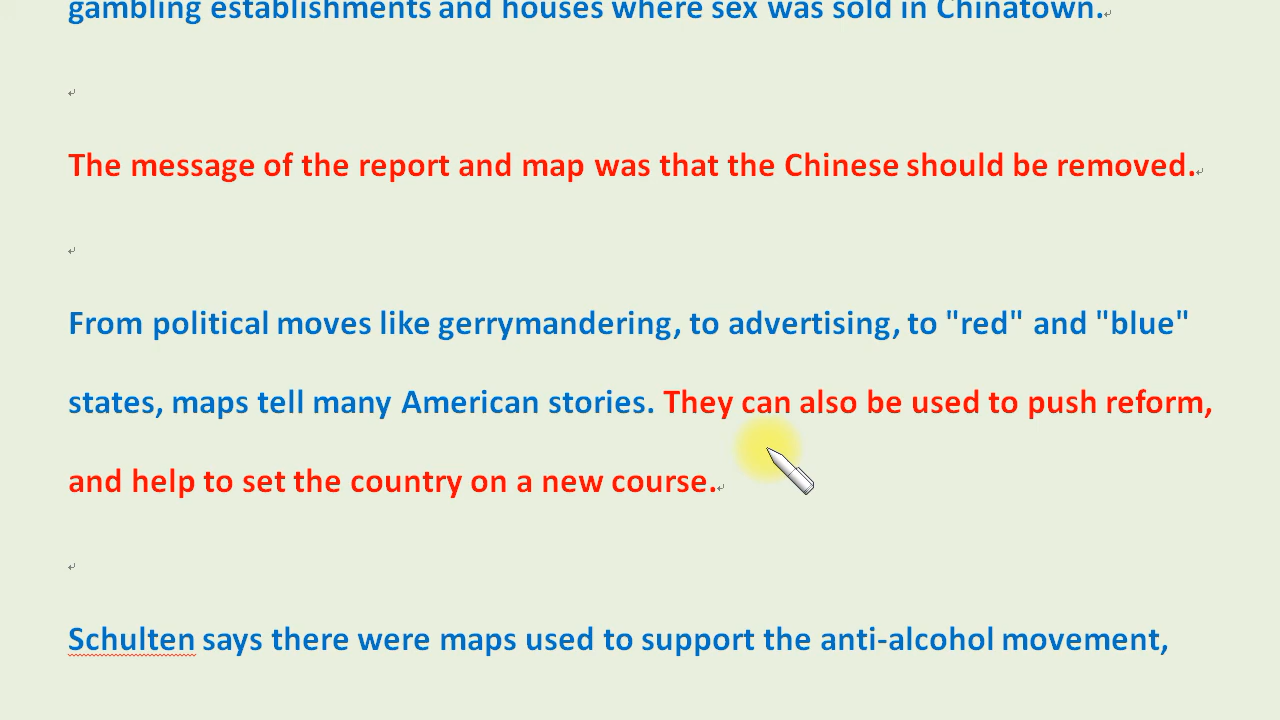 gambling establishments and houses where sex was sold in Chinatown.
The message of the report and map was that the Chinese should be removed.
From political moves like gerrymandering, to advertising, to "red" and "blue"
states, maps tell many American stories. They can also be used to push reform,
and help to set the country on a new course.
Schulten says there were maps used to support the anti-alcohol movement,